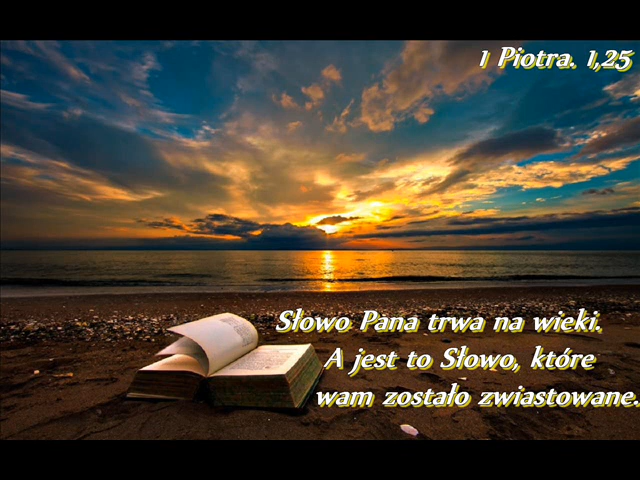 1 Piotra. 1,25
Słowo Pana trwa na wieki.
A jest to Słowo, które
wam zostało zwiastowane.